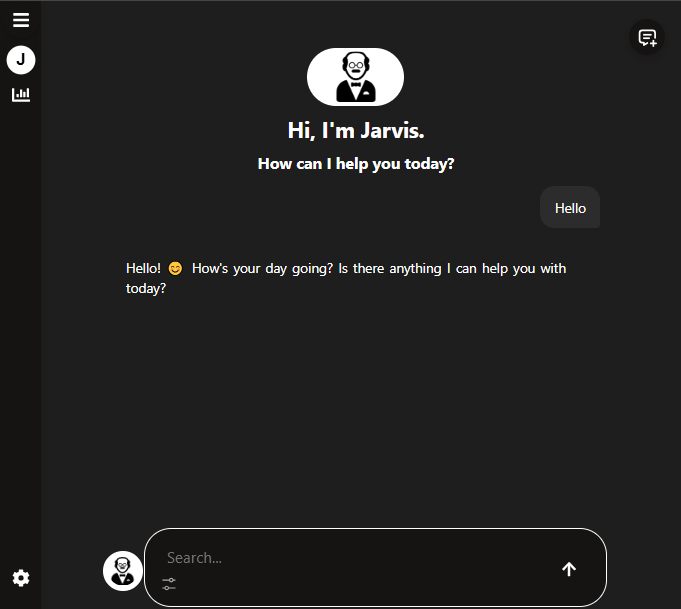 J
Hi, I'm Jarvis.
How can I help you today?
Hello
Hello! 😊 How's your day going? Is there anything I can help you with
today?
Search...